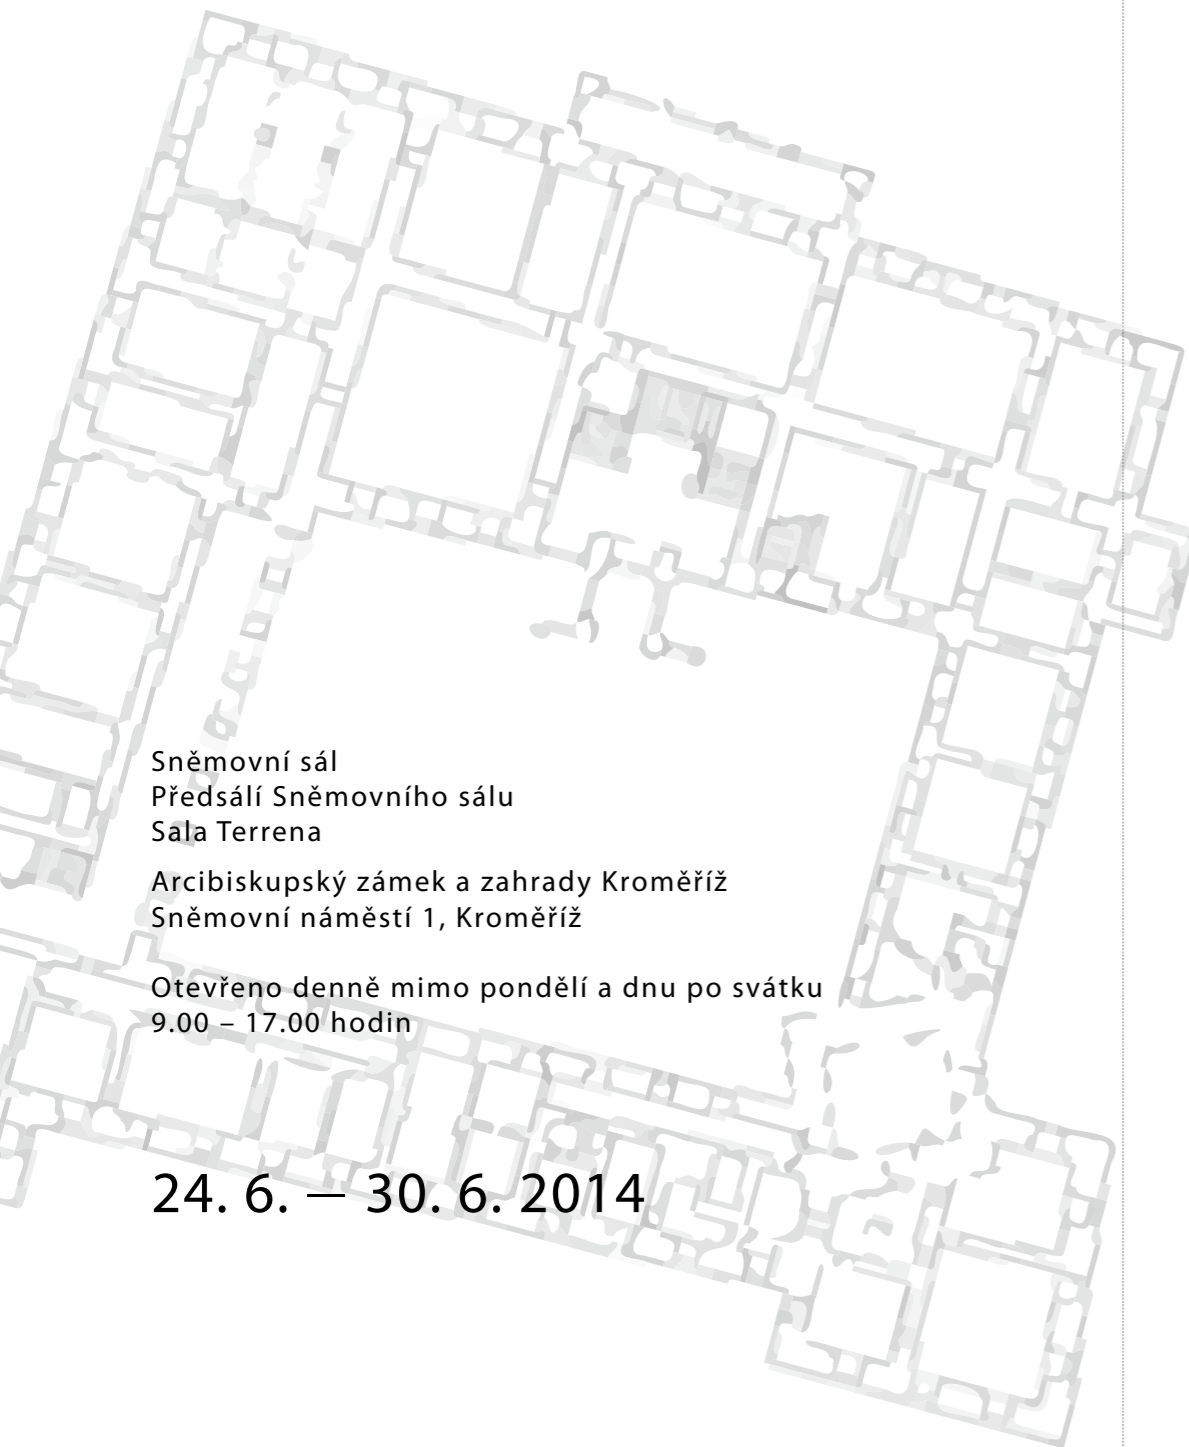 Sněmovní sál
Předsálí Sněmovního sálu
Sala Terrena
Arcibiskupský zámek a zahrady Kroměříž
Sněmovní náměstí 1, Kroměříž
Otevřeno denně mimo pondělí a dnu po svátku
9.00 – 17.00 hodin
24. 6. — 30. 6. 2014